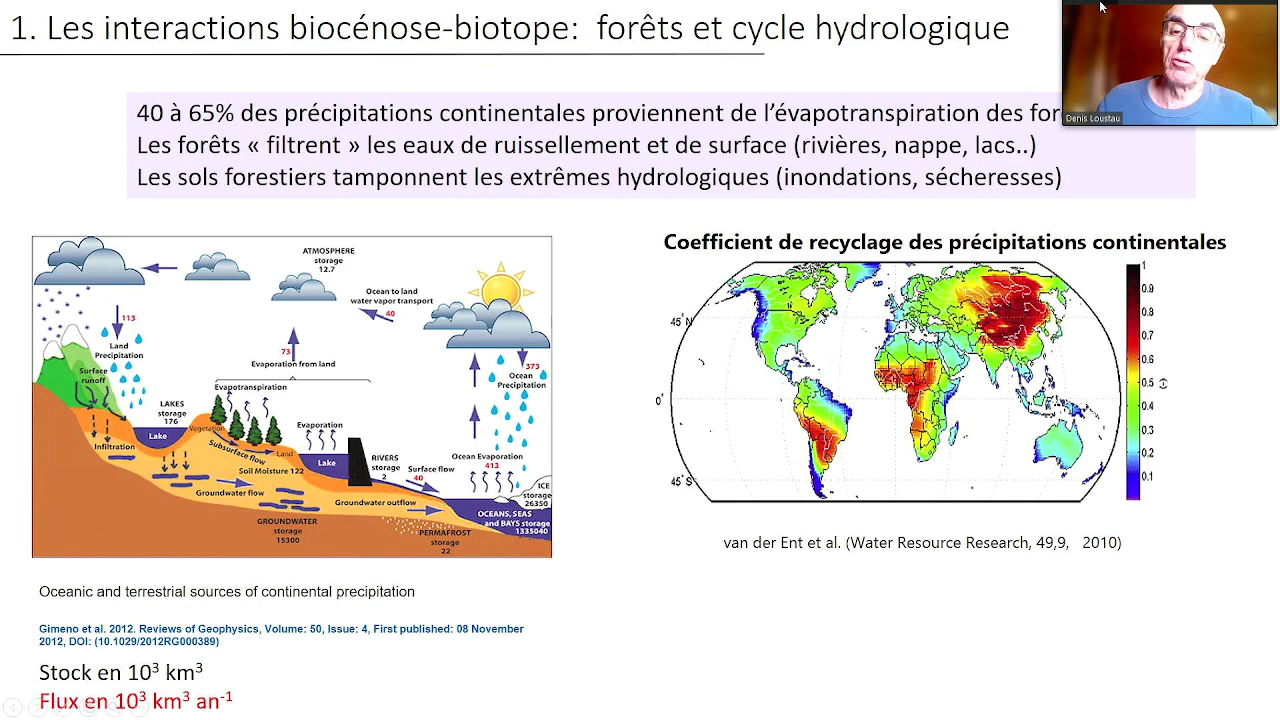 1. Les interactions biocénose-biotope: forêts et cycle hydrologique
Denis Loustau
40 à 65% des précipitations continentales proviennent de l’évapotranspiration des
Les forêts « filtrent » les eaux de ruissellement et de surface (rivières, nappe, lacs..)
Les sols forestiers tamponnent les extrêmes hydrologiques (inondations, sécheresses)
ATMOSPHERE
storage
12.7
Ocean to land
water vapor transport
40
113
Land
Precipitation
73
Evaporation from land
373
Ocean
Precipitation
Surface
runoff
Evapotranspiration
LAKES
storage
176
Lake
Vegetation
Evaporation
Infiltration
Subsurface flow
Land
Soil Moisture 122
Lake
RIVERS
storage
2
Surface flow
40
Ocean Evaporation
413
ICE
storage
26350
Groundwater flow
Groundwater outflow
OCEANS, SEAS
and BAYS storage
1335040
GROUNDWATER
storage
15300
PERMAFROST
storage
22
Coefficient de recyclage des précipitations continentales
45°N
0°
45°S
1
0.9
0.8
0.7
0.6
0.5
0.4
0.3
0.2
0.1
van der Ent et al. (Water Resource Research, 49,9, 2010)
Oceanic and terrestrial sources of continental precipitation
Gimeno et al. 2012. Reviews of Geophysics, Volume: 50, Issue: 4, First published: 08 November
2012, DOI: (10.1029/2012RG000389)
Stock en 10³ km³
Flux en 10³ km³ an⁻¹